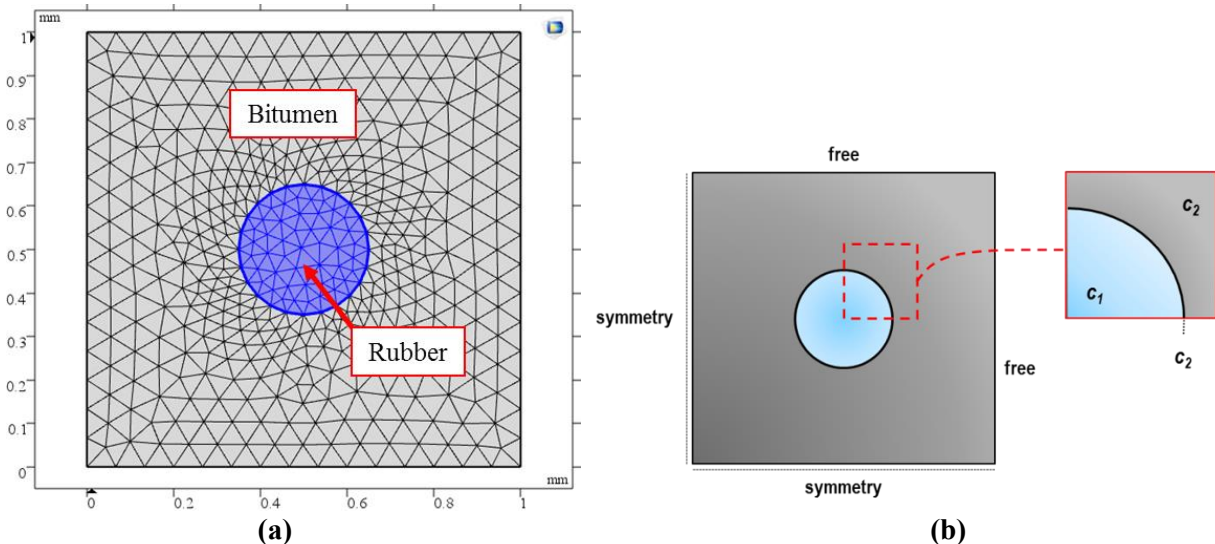 mm
1
0.9
0.8
0.7
0.6
0.5
0.4
0.3
0.2
0.1
0
Bitumen
Rubber
0 0.2 0.4 0.6 0.8 1
mm
(a)
free
symmetry
free
symmetry
c₁
c₂
c₂
(b)